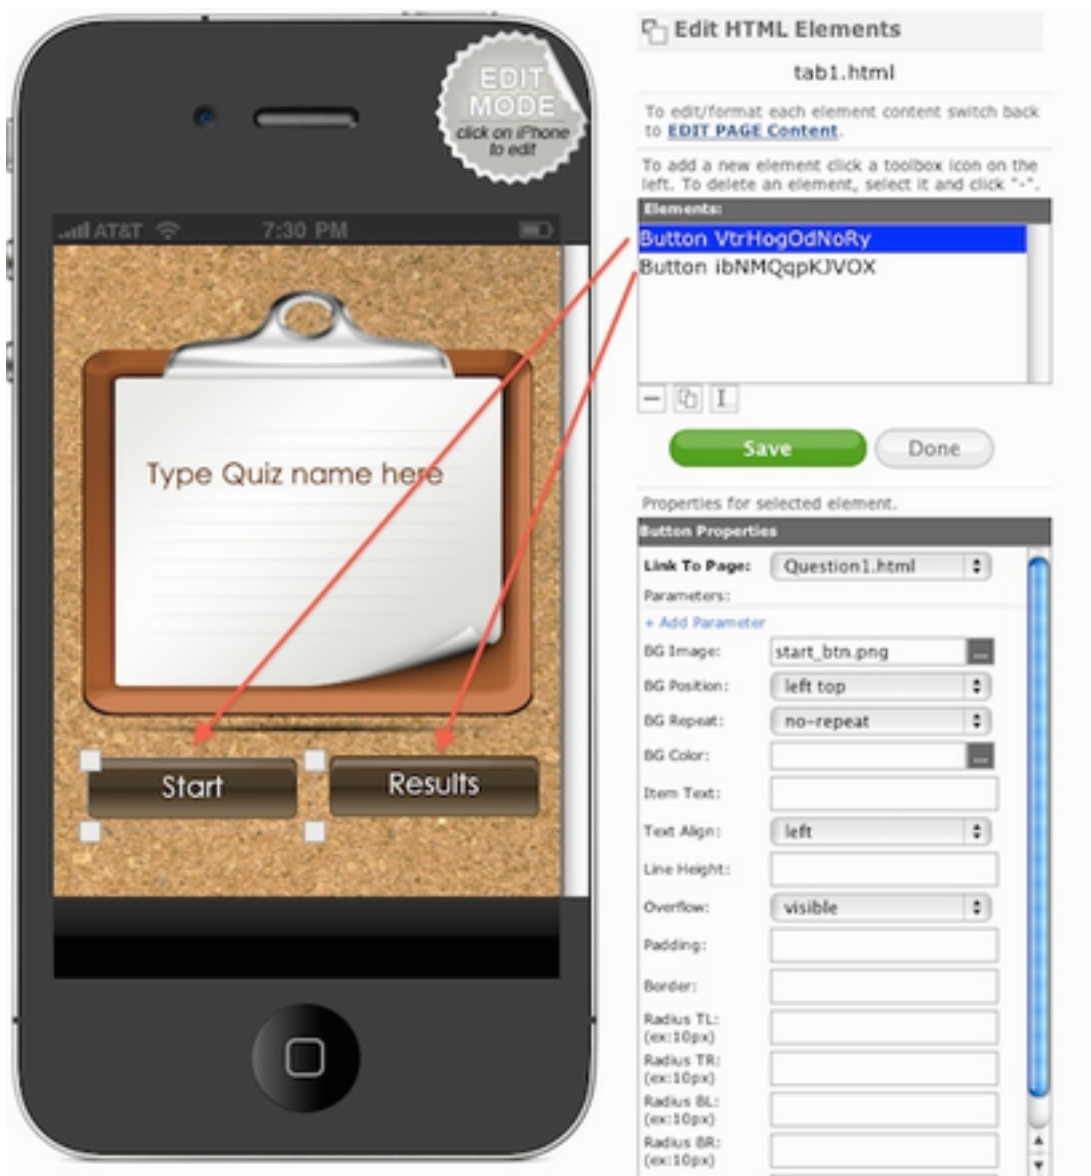 EDIT
MODE
click on iPhone
to edit
AT&T 7:30 PM
Type Quiz name here
Start
Results
Edit HTML Elements
tab1.html
To edit/format each element content switch back
to EDIT PAGE Content.
To add a new element click a toolbox icon on the
left. To delete an element, select it and click "-".
Elements:
Button VtrHogOdNoRy
Button ibNMQqpKJVOX
Save
Done
Properties for selected element.
Button Properties
Link To Page: Question1.html
Parameters:
+ Add Parameter
BG Image: start_btn.png ...
BG Position: left top
BG Repeat: no-repeat
BG Color: ...
Item Text:
Text Align: left
Line Height:
Overflow: visible
Padding:
Border:
Radius TL:
(ex:10px)
Radius TR:
(ex:10px)
Radius BL:
(ex:10px)
Radius BR:
(ex:10px)